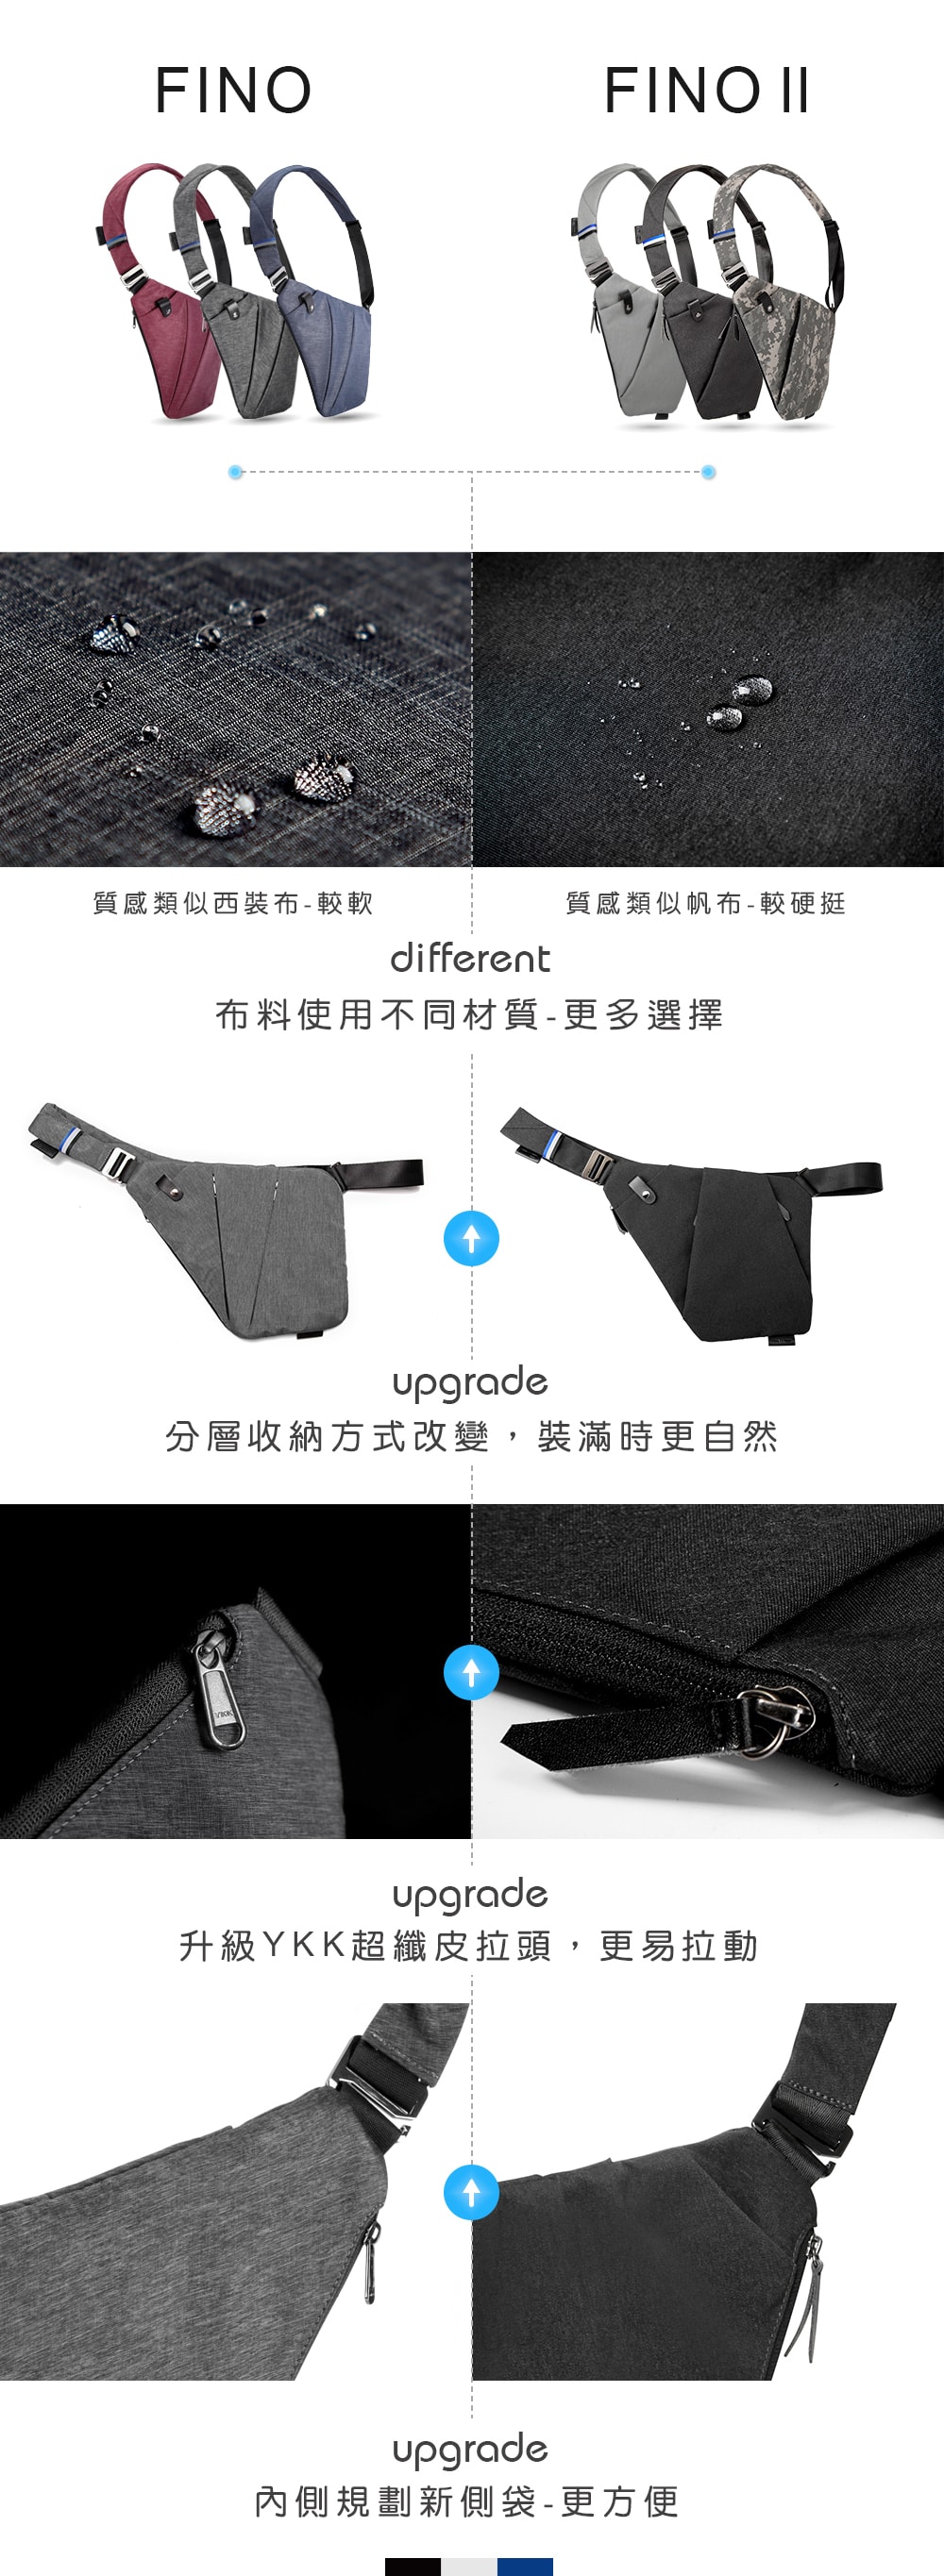 FINO
FINO II
質感類似西裝布-較軟
質感類似帆布-較硬挺
different
布料使用不同材質-更多選擇
upgrade
分層收納方式改變，裝滿時更自然
YKK
upgrade
升級YKK超纖皮拉頭，更易拉動
upgrade
內側規劃新側袋-更方便